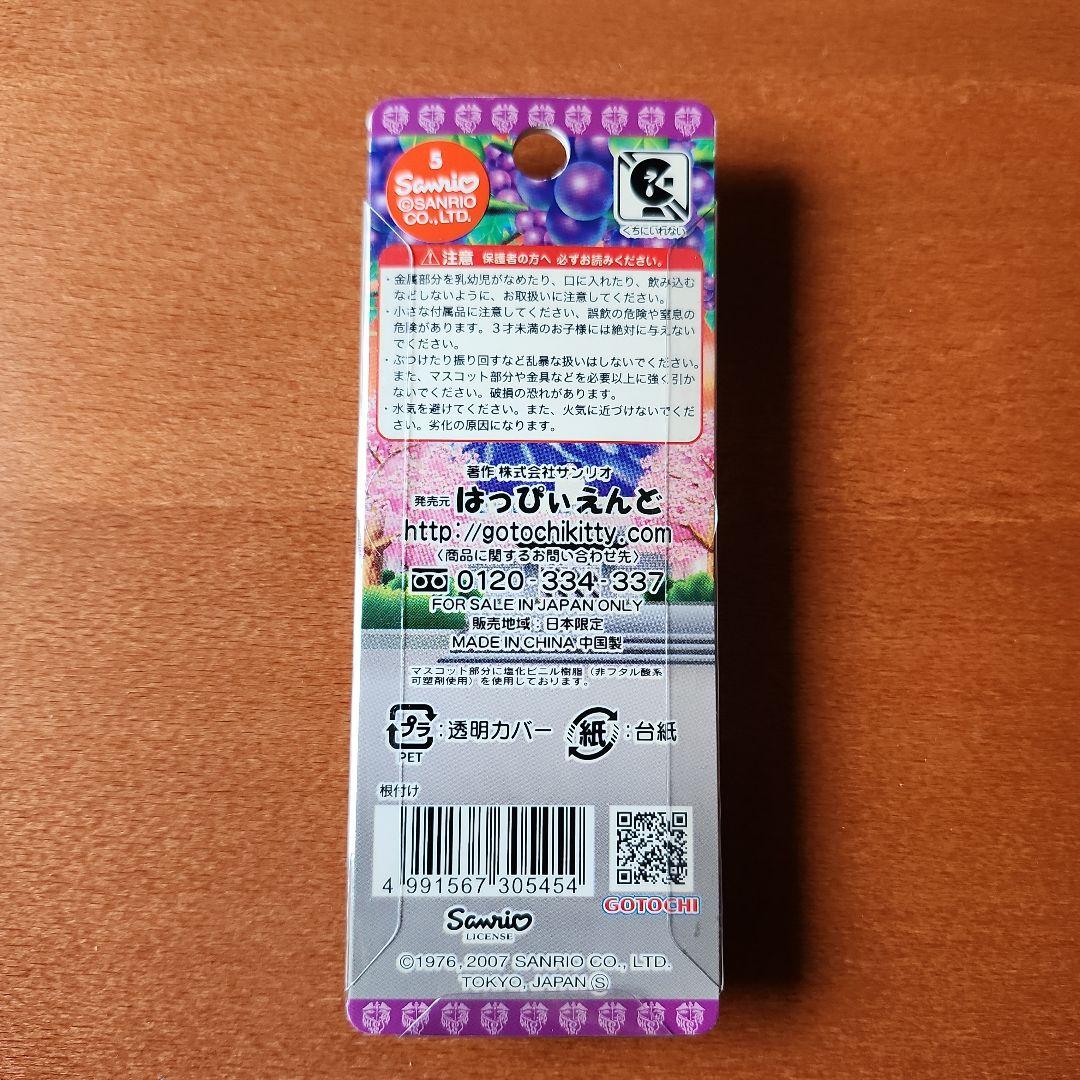 5
Sanrio
©SANRIO
CO.,LTD.
くちにいれない
注意 保護者の方へ 必ずお読みください。
・金属部分を乳幼児がなめたり、口に入れたり、飲み込む
などしないように、お取扱いに注意してください。
・小さな付属品に注意してください、誤飲の危険や窒息の
危険があります。３才未満のお子様には絶対に与えない
でください。
・ぶつけたり振り回すなど乱暴な扱いはしないでください。
また、マスコット部分や金具などを必要以上に強く引か
ないでください。破損の恐れがあります。
・水気を避けてください。また、火気に近づけないでくだ
さい。劣化の原因になります。
著作 株式会社サンリオ
発売元 はっぴぃえんど
http://gotochikitty.com
〈商品に関するお問い合わせ先〉
0120-334-337
FOR SALE IN JAPAN ONLY
販売地域：日本限定
MADE IN CHINA 中国製
マスコット部分に塩化ビニル樹脂（非フタル酸系
可塑剤使用）を使用しております。
プラ：透明カバー 紙：台紙
PET
根付け
4 991567 305454
GOTOCHI
Sanrio
LICENSE
©1976, 2007 SANRIO CO., LTD.
TOKYO, JAPAN Ⓢ